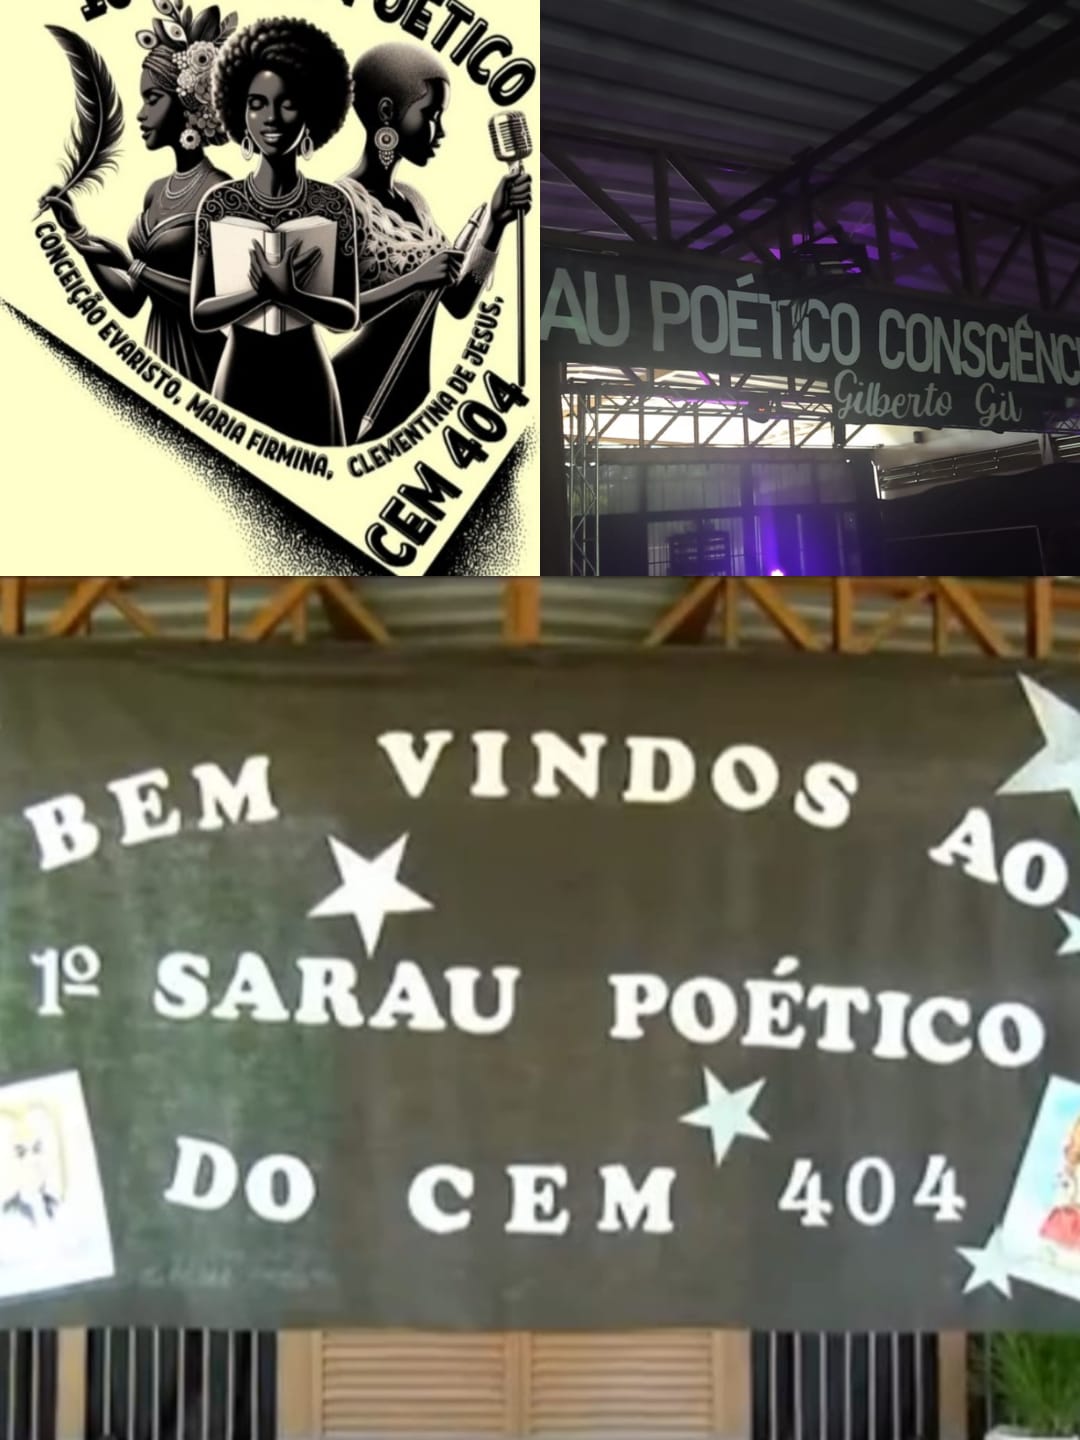 POÉTICO
CONCEIÇÃO EVARISTO, MARIA FIRMINA, CLEMENTINA DE JESUS,
CEM 404
AU POÉTICO CONSCIÊNC
Gilberto Gil
BEM VINDOS AO
1º SARAU POÉTICO
DO CEM 404